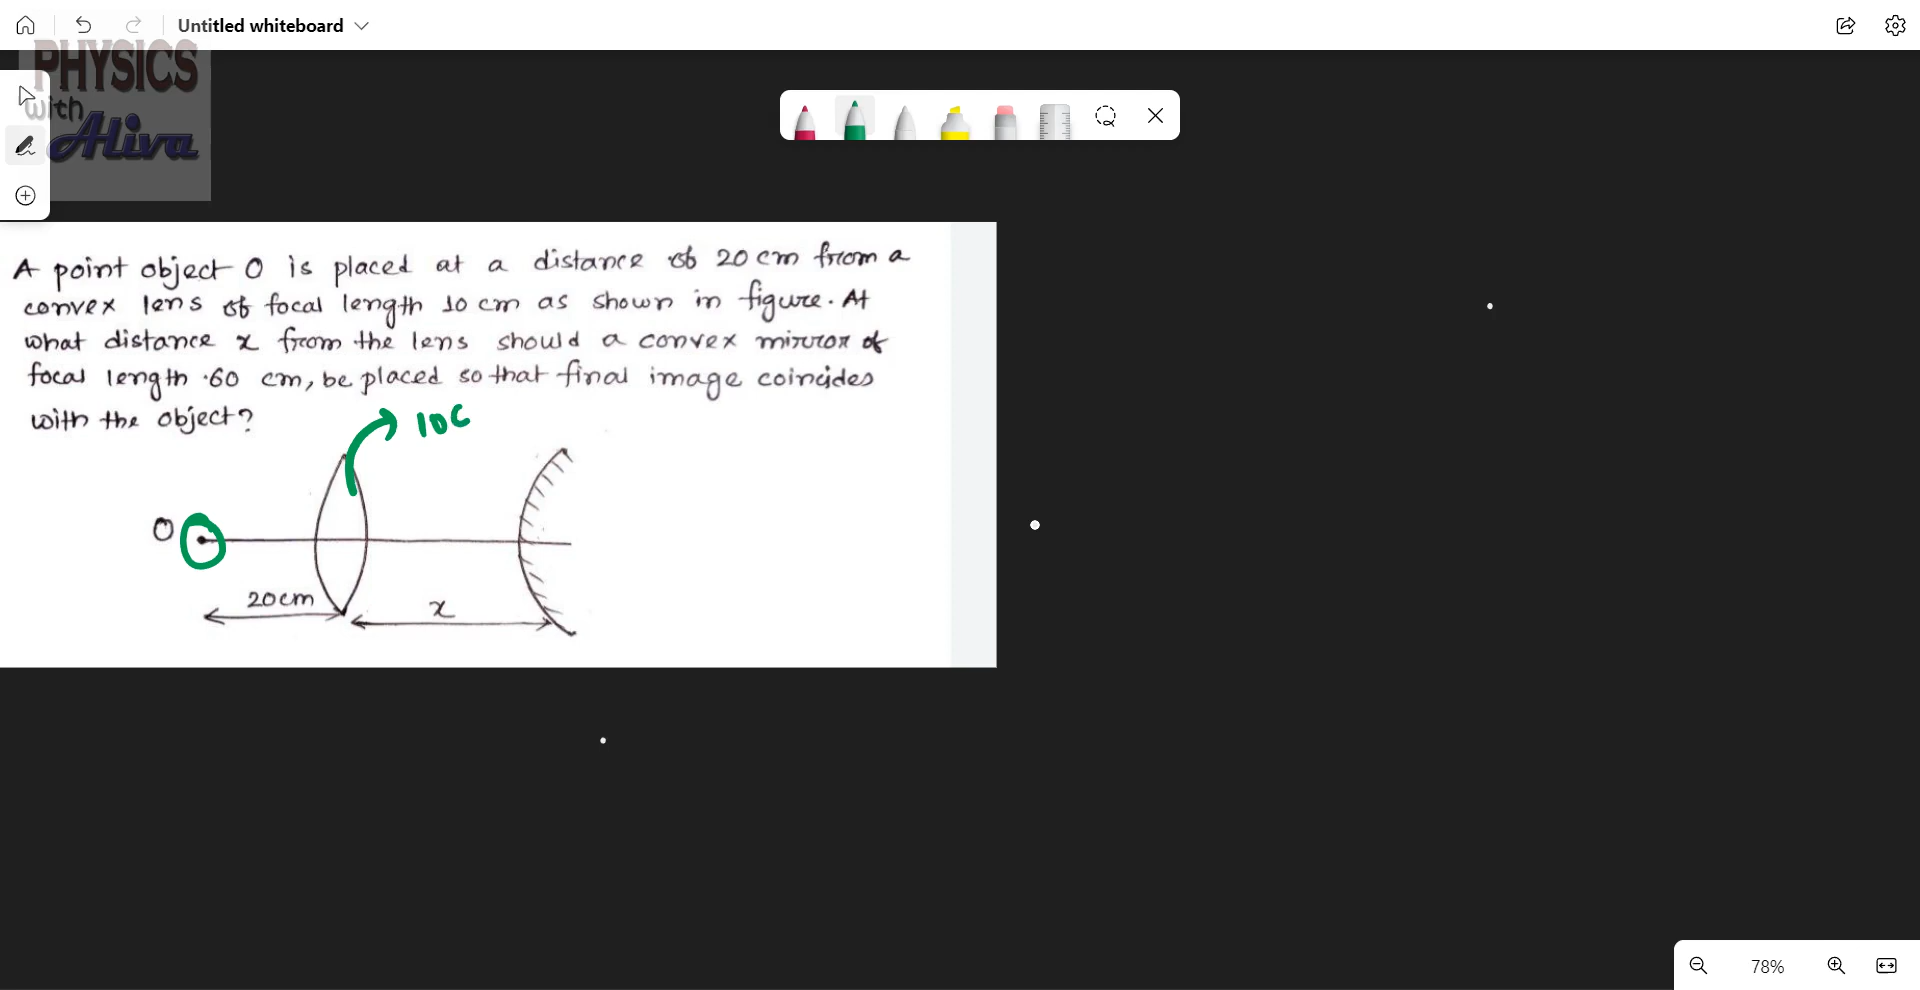 Untitled whiteboard
PHYSICS
with
Aliva
A point object O is placed at a distance of 20 cm from a
convex lens of focal length 10 cm as shown in figure. At
what distance x from the lens should a convex mirror of
focal length 60 cm, be placed so that final image coincides
with the object?
10C
O
20cm
x
78%